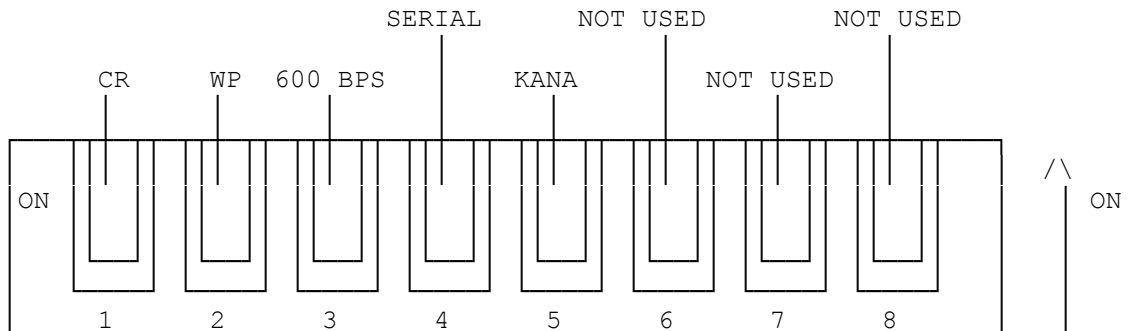 SERIAL NOT USED NOT USED
CR WP 600 BPS KANA NOT USED
ON ON
1 2 3 4 5 6 7 8